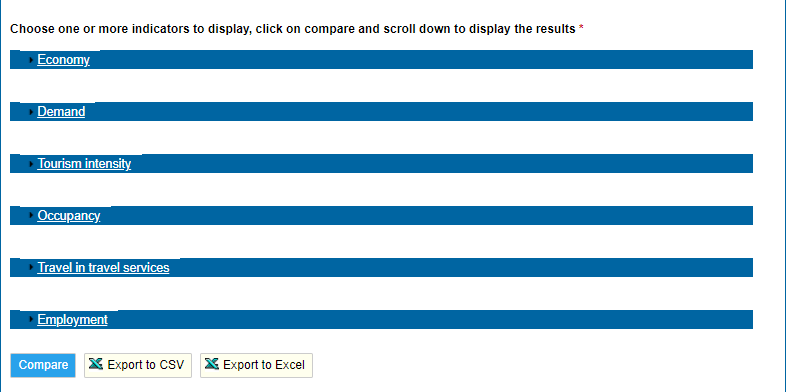 Choose one or more indicators to display, click on compare and scroll down to display the results *
Economy
Demand
Tourism intensity
Occupancy
Travel in travel services
Employment
Compare Export to CSV Export to Excel